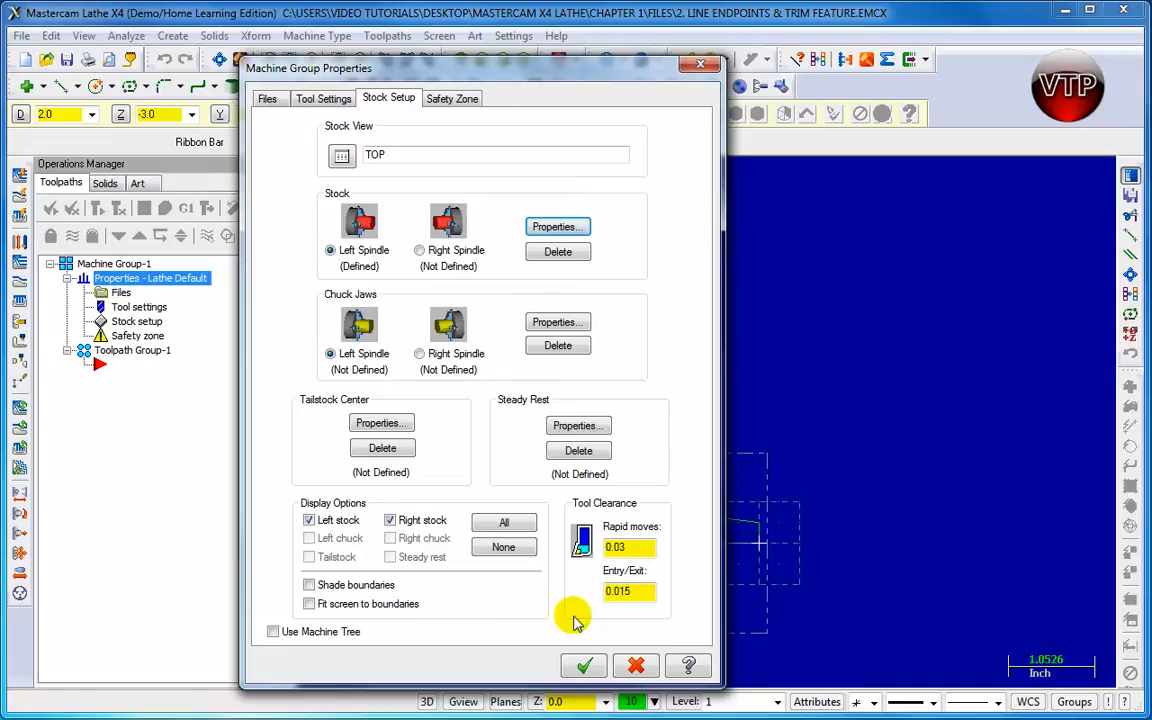 Mastercam Lathe X4 (Demo/Home Learning Edition) C:\USERS\VIDEO TUTORIALS\DESKTOP\MASTERCAM X4 LATHE\CHAPTER 1\FILES\2. LINE ENDPOINTS & TRIM FEATURE.EMCX
File Edit View Analyze Create Solids Xform Machine Type Toolpaths Screen Art Settings Help
Machine Group Properties
VTP
Files Tool Settings Stock Setup Safety Zone
D 2.0 Z -3.0 Y
Stock View
TOP
Ribbon Bar
Operations Manager
Toolpaths Solids Art
Stock
G1
Properties...
Left Spindle Right Spindle
Delete
(Defined) (Not Defined)
Machine Group-1
Properties - Lathe Default
Files
Tool settings
Stock setup
Safety zone
Toolpath Group-1
Chuck Jaws
Properties...
Delete
Left Spindle Right Spindle
(Not Defined) (Not Defined)
Tailstock Center Steady Rest
Properties... Properties...
Delete Delete
(Not Defined) (Not Defined)
Display Options Tool Clearance
Left stock Right stock All
Rapid moves:
Left chuck Right chuck
0.03
Tailstock Steady rest None
Entry/Exit:
Shade boundaries
0.015
Fit screen to boundaries
Use Machine Tree
1.0526
Inch
3D Gview Planes Z: 0.0 10 Level: 1 Attributes WCS Groups ! ?